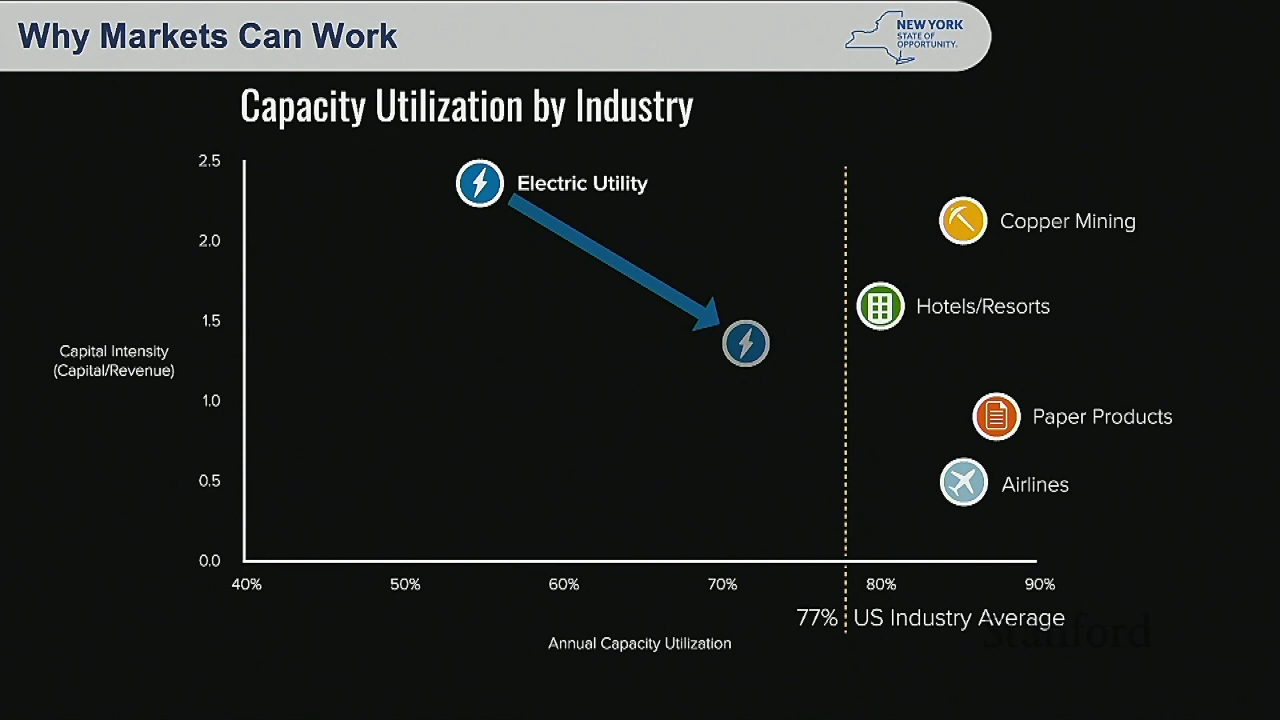 Why Markets Can Work
NEW YORK
STATE OF
OPPORTUNITY.
Capacity Utilization by Industry
2.5
Electric Utility
Copper Mining
2.0
Hotels/Resorts
1.5
Capital Intensity
(Capital/Revenue)
1.0
Paper Products
0.5
Airlines
0.0
40%
50%
60%
70%
80%
90%
77%
US Industry Average
Stanford
Annual Capacity Utilization